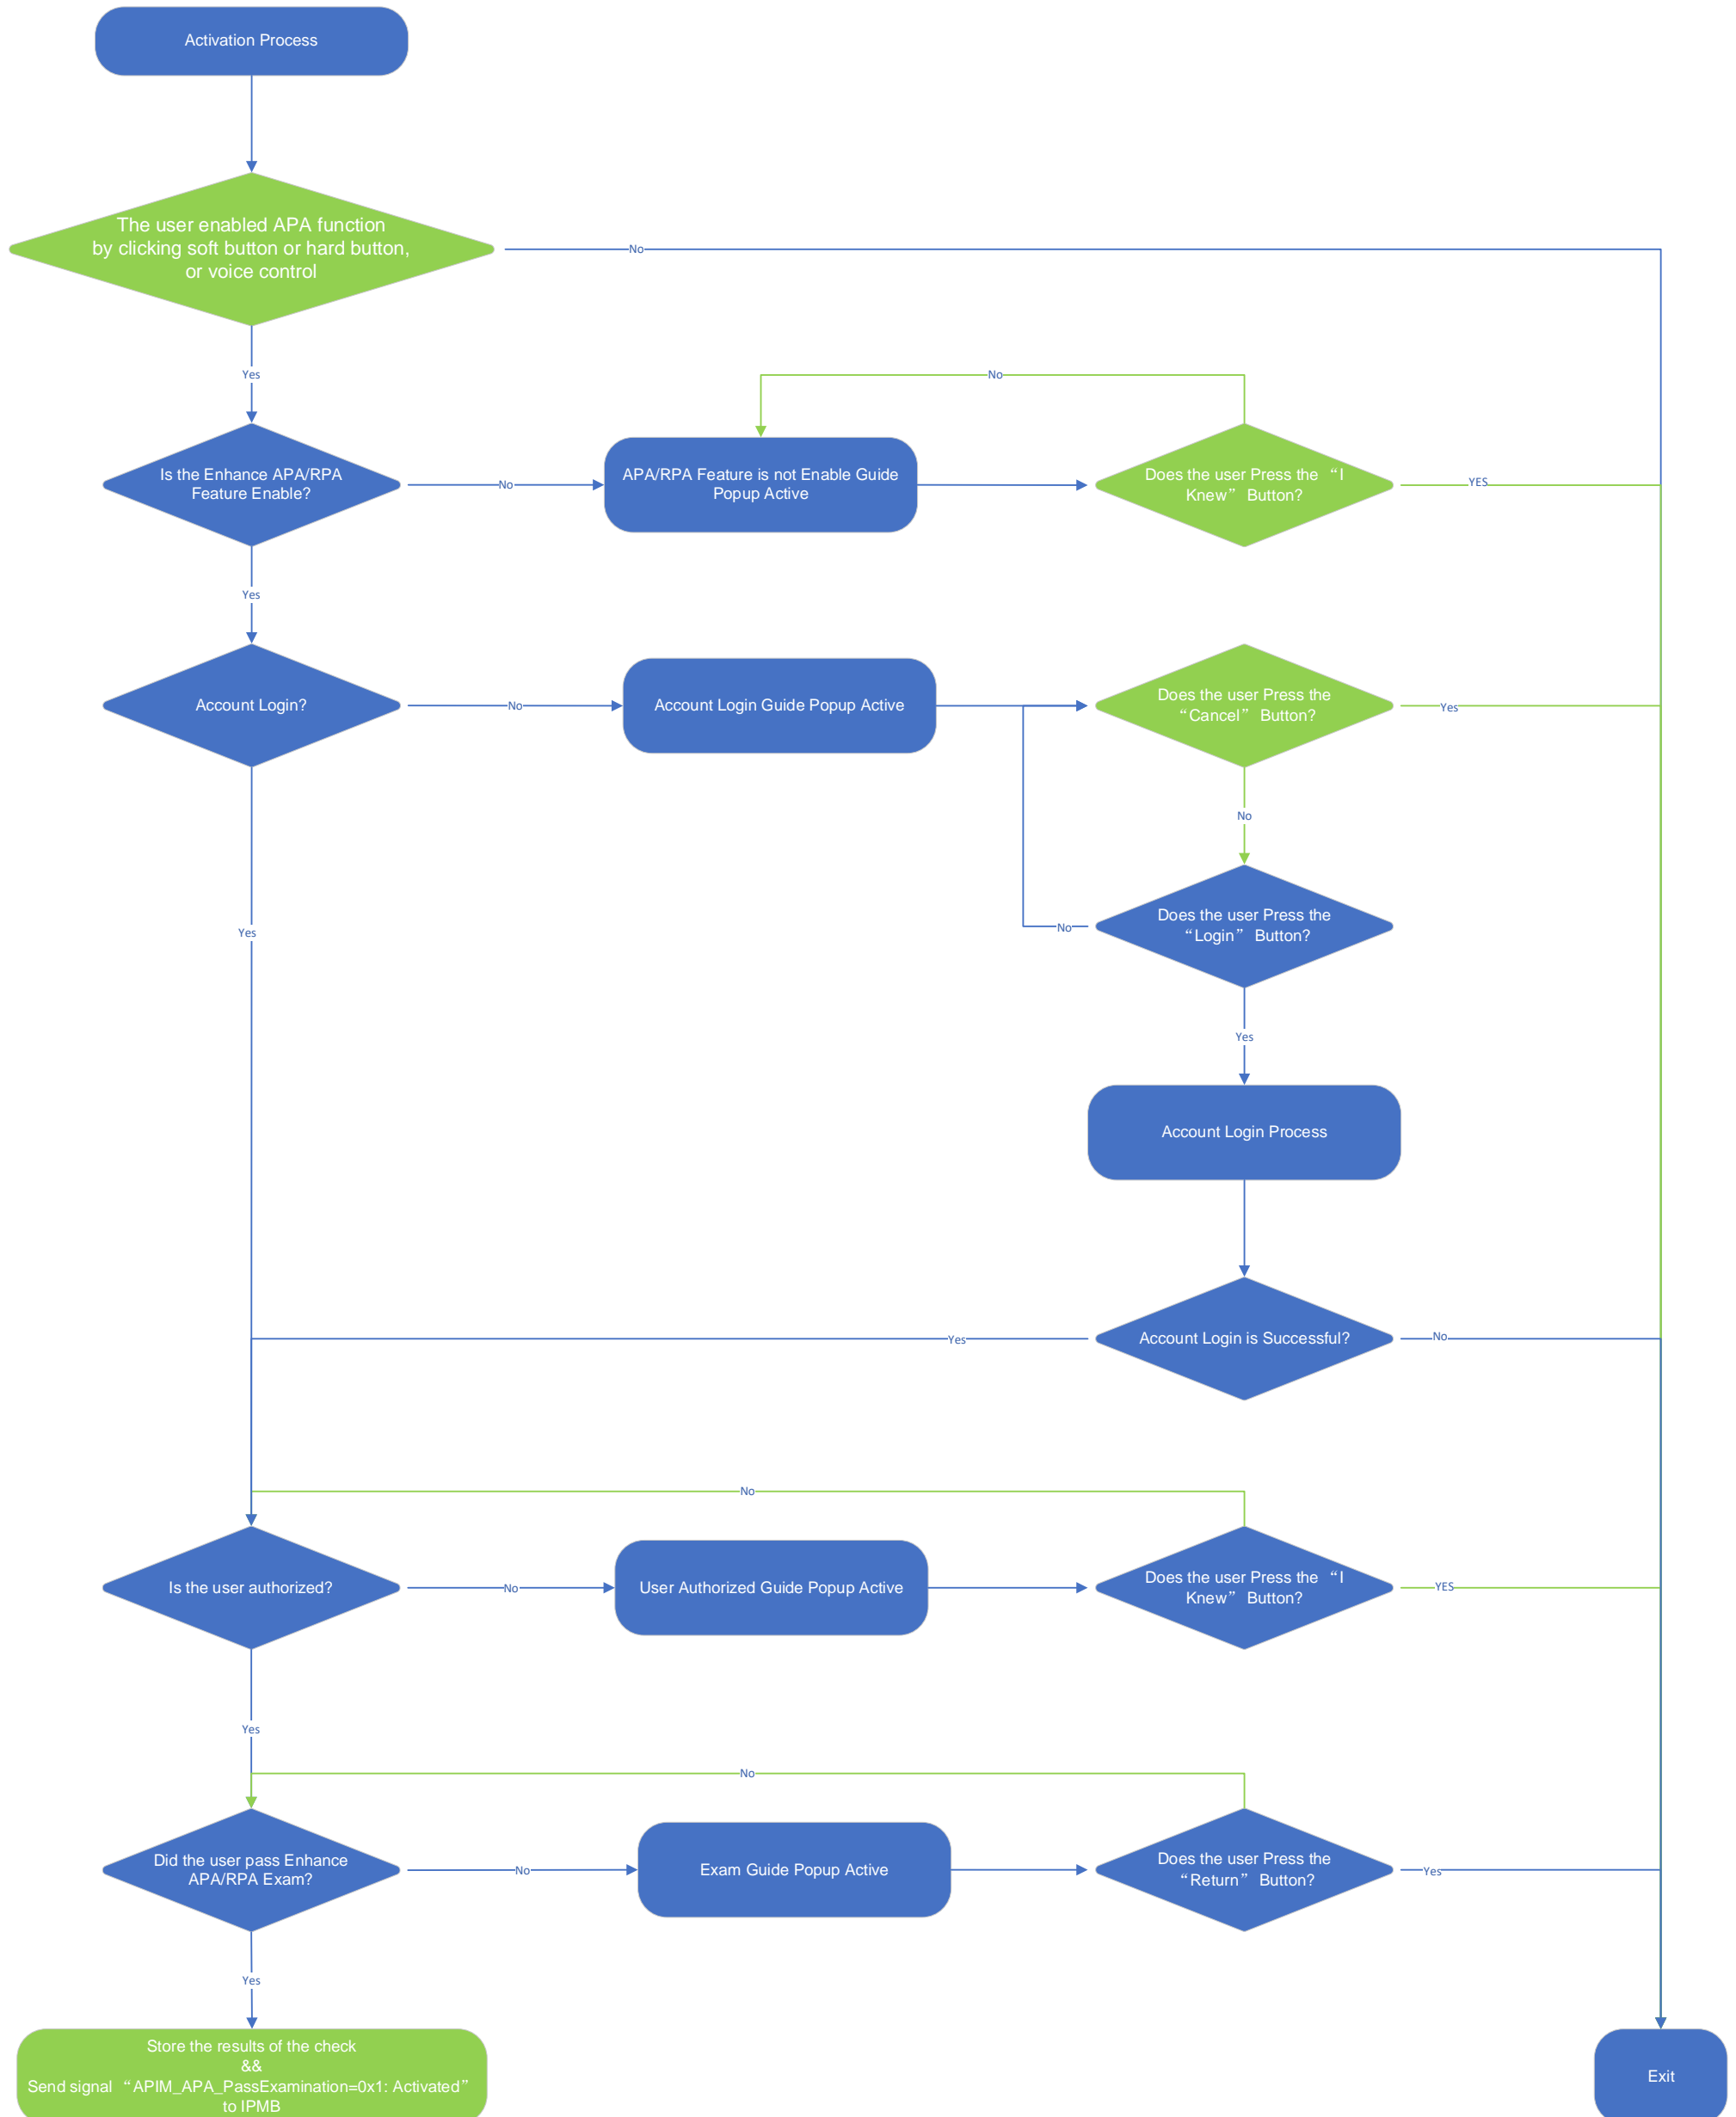 Activation Process
The user enabled APA function
by clicking soft button or hard button,
or voice control
No
Yes
No
Is the Enhance APA/RPA
Feature Enable?
No
APA/RPA Feature is not Enable Guide
Popup Active
Does the user Press the “I
Knew” Button?
YES
Yes
Account Login?
No
Account Login Guide Popup Active
Does the user Press the
“Cancel” Button?
Yes
No
Yes
Does the user Press the
“Login” Button?
No
Yes
Account Login Process
Account Login is Successful?
Yes
No
No
Is the user authorized?
No
User Authorized Guide Popup Active
Does the user Press the “I
Knew” Button?
YES
Yes
No
Did the user pass Enhance
APA/RPA Exam?
No
Exam Guide Popup Active
Does the user Press the
“Return” Button?
Yes
Yes
Store the results of the check
&&
Send signal “APIM_APA_PassExamination=0x1: Activated”
to IPMB
Exit